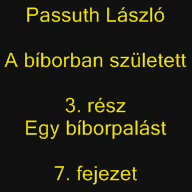 Passuth László
A bíborban született
3. rész
Egy bíborpalást
7. fejezet